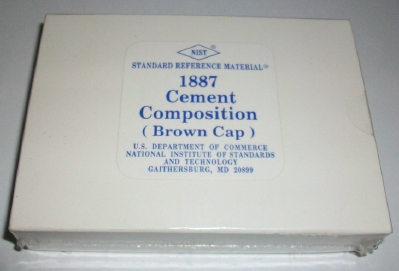 NIST®
STANDARD REFERENCE MATERIAL®
1887
Cement
Composition
( Brown Cap )
U.S. DEPARTMENT OF COMMERCE
NATIONAL INSTITUTE OF STANDARDS
AND TECHNOLOGY
GAITHERSBURG, MD 20899